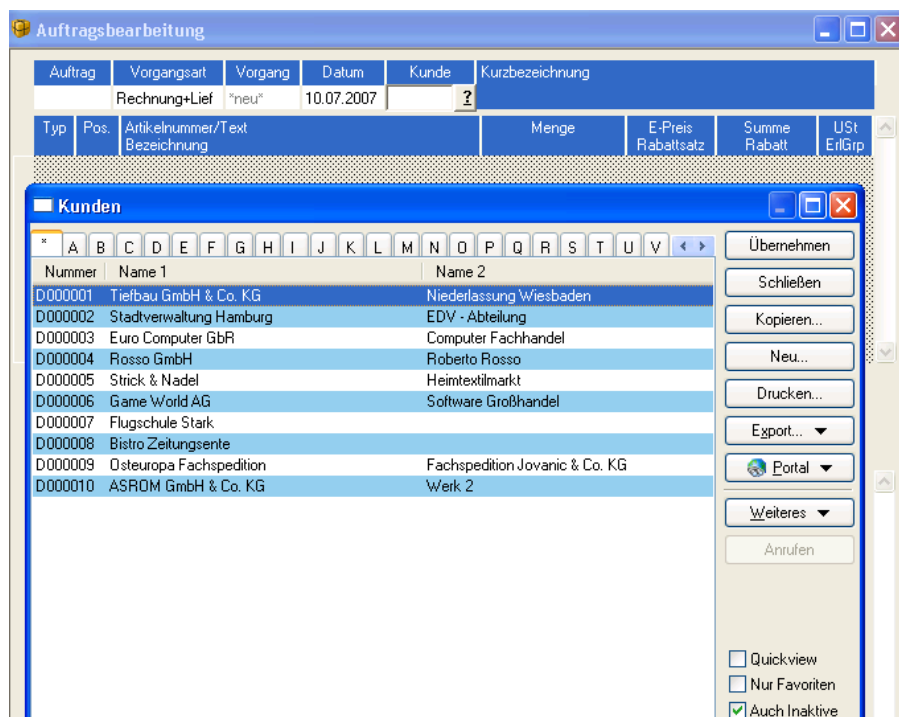 Auftragsbearbeitung
Auftrag Vorgangsart Vorgang Datum Kunde Kurzbezeichnung
Rechnung+Lief *neu* 10.07.2007 ?
Typ Pos. Artikelnummer/Text Menge E-Preis Summe USt
Bezeichnung Rabattsatz Rabatt ErlGrp
Kunden
* A B C D E F G H I J K L M N O P Q R S T U V
Übernehmen
Nummer Name 1 Name 2
Schließen
D000001 Tiefbau GmbH & Co. KG Niederlassung Wiesbaden
D000002 Stadtverwaltung Hamburg EDV - Abteilung
Kopieren...
D000003 Euro Computer GbR Computer Fachhandel
D000004 Rosso GmbH Roberto Rosso
Neu...
D000005 Strick & Nadel Heimtextilmarkt
Drucken...
D000006 Game World AG Software Großhandel
D000007 Flugschule Stark
Export...
D000008 Bistro Zeitungsente
D000009 Osteuropa Fachspedition Fachspedition Jovanic & Co. KG
Portal
D000010 ASROM GmbH & Co. KG Werk 2
Weiteres
Anrufen
Quickview
Nur Favoriten
Auch Inaktive